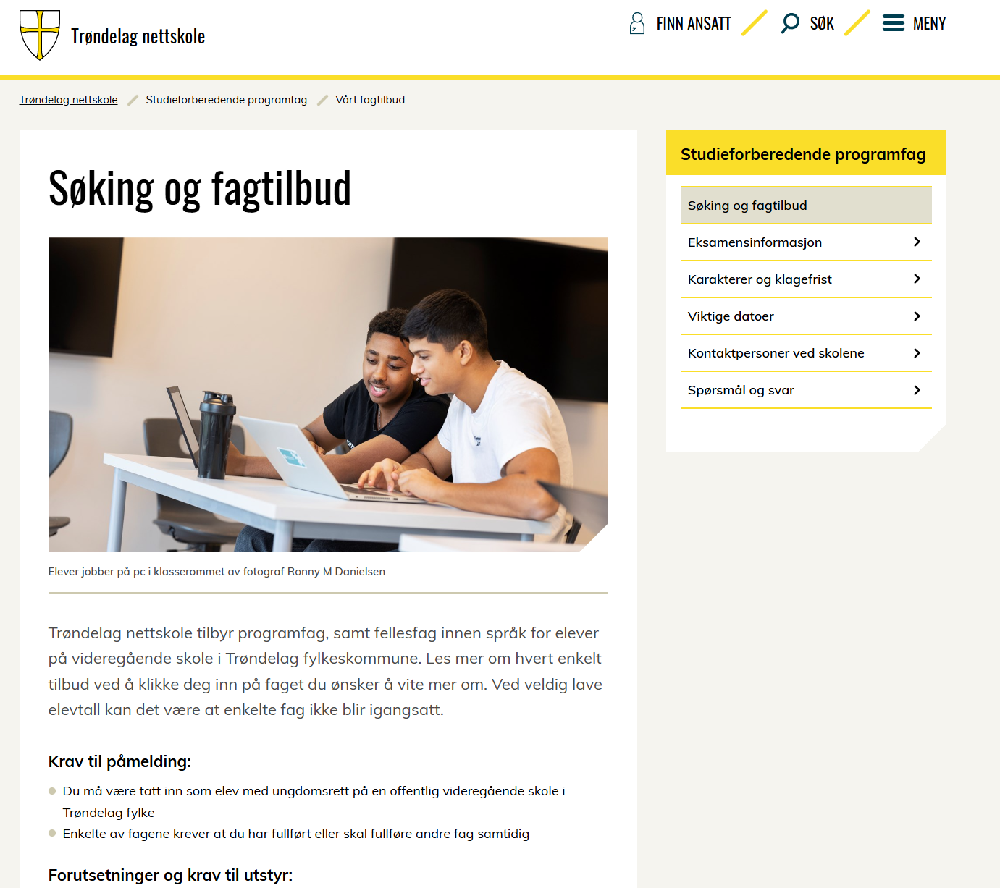 Trøndelag nettskole
FINN ANSATT
SØK
MENY
Trøndelag nettskole
Studieforberedende programfag
Vårt fagtilbud
Søking og fagtilbud
Elever jobber på pc i klasserommet av fotograf Ronny M Danielsen
Trøndelag nettskole tilbyr programfag, samt fellesfag innen språk for elever
på videregående skole i Trøndelag fylkeskommune. Les mer om hvert enkelt
tilbud ved å klikke deg inn på faget du ønsker å vite mer om. Ved veldig lave
elevtall kan det være at enkelte fag ikke blir igangsatt.
Krav til påmelding:
Du må være tatt inn som elev med ungdomsrett på en offentlig videregående skole i
Trøndelag fylke
Enkelte av fagene krever at du har fullført eller skal fullføre andre fag samtidig
Forutsetninger og krav til utstyr:
Studieforberedende programfag
Søking og fagtilbud
Eksamensinformasjon
Karakterer og klagefrist
Viktige datoer
Kontaktpersoner ved skolene
Spørsmål og svar